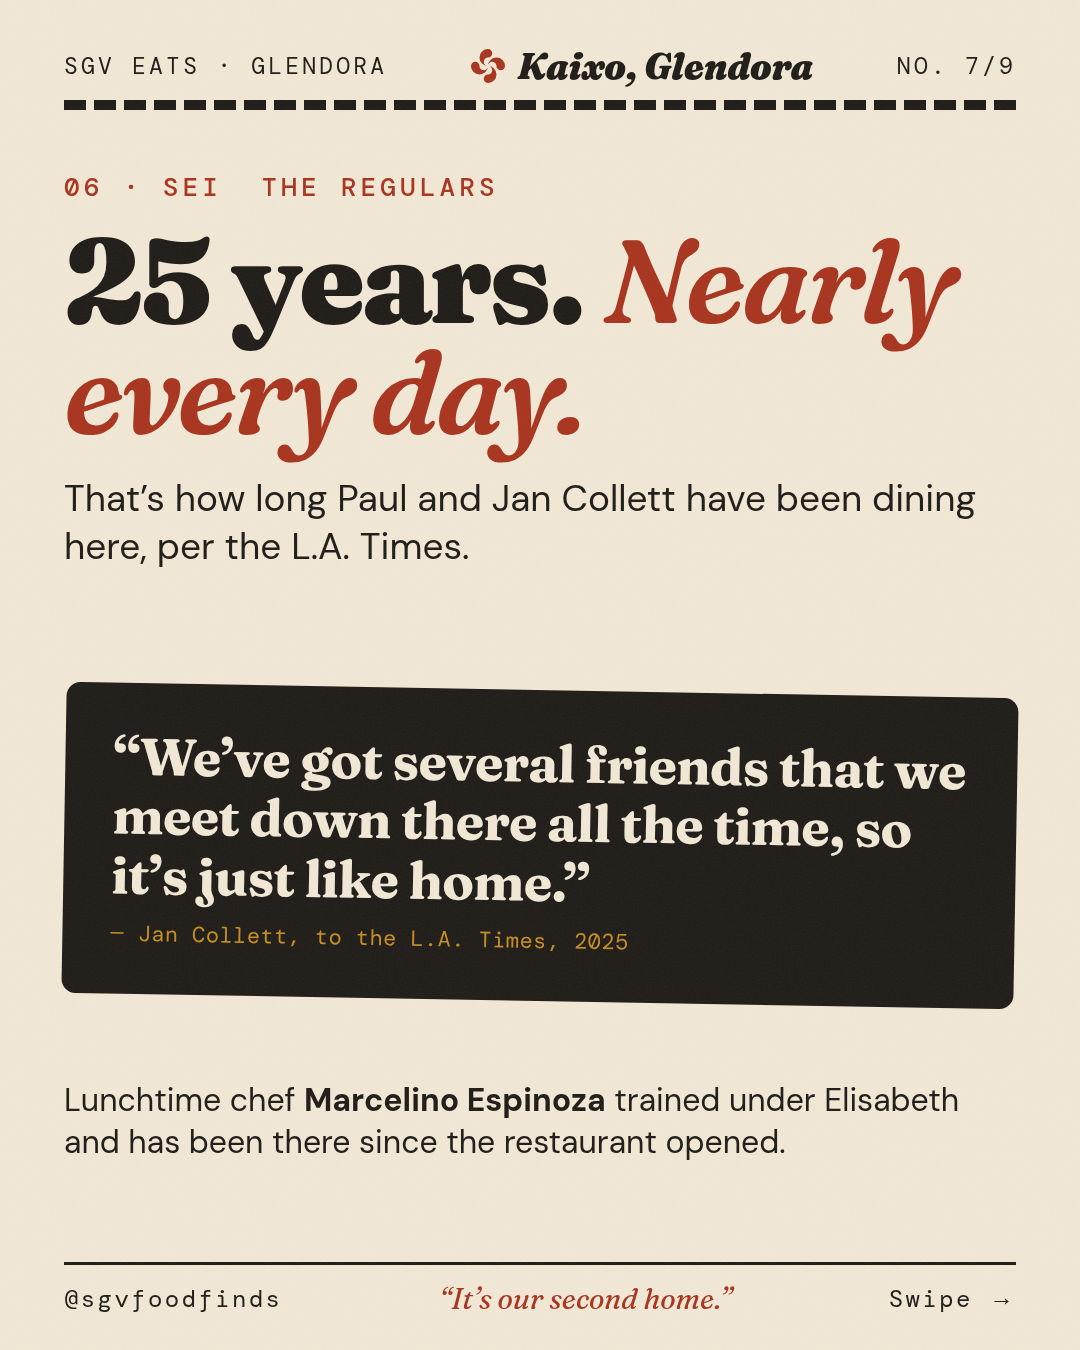 SGV EATS · GLENDORA
Kaixo, Glendora
NO. 7/9
06 · SEI THE REGULARS
25 years. Nearly
every day.
That’s how long Paul and Jan Collett have been dining
here, per the L.A. Times.
“We’ve got several friends that we
meet down there all the time, so
it’s just like home.”
— Jan Collett, to the L.A. Times, 2025
Lunchtime chef Marcelino Espinoza trained under Elisabeth
and has been there since the restaurant opened.
@sgvfoodfinds
“It’s our second home.”
Swipe →